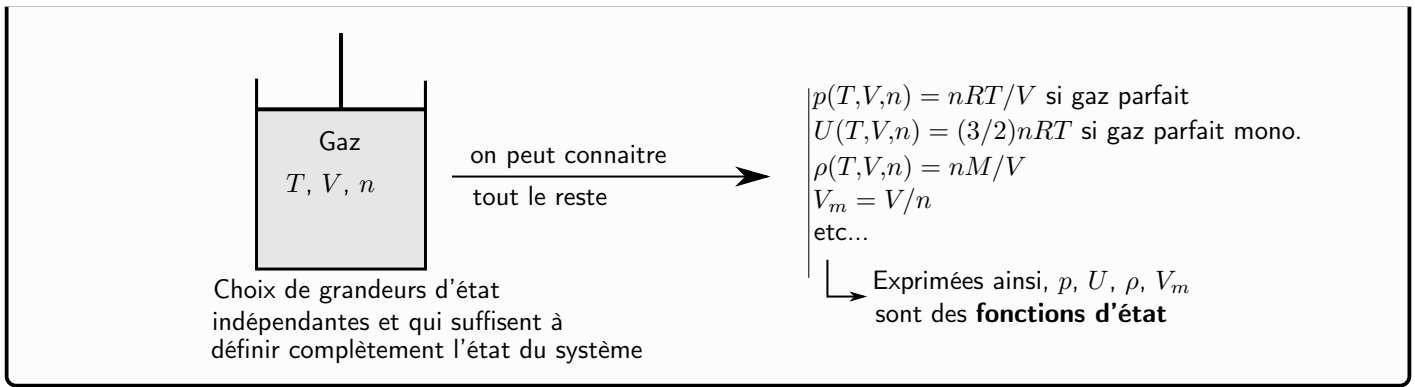 Gaz
T, V, n
Choix de grandeurs d'état
indépendantes et qui suffisent à
définir complètement l'état du système
on peut connaitre
tout le reste
p(T,V,n) = nRT/V si gaz parfait
U(T,V,n) = (3/2)nRT si gaz parfait mono.
ρ(T,V,n) = nM/V
V_m = V/n
etc...
Exprimées ainsi, p, U, ρ, V_m
sont des fonctions d'état